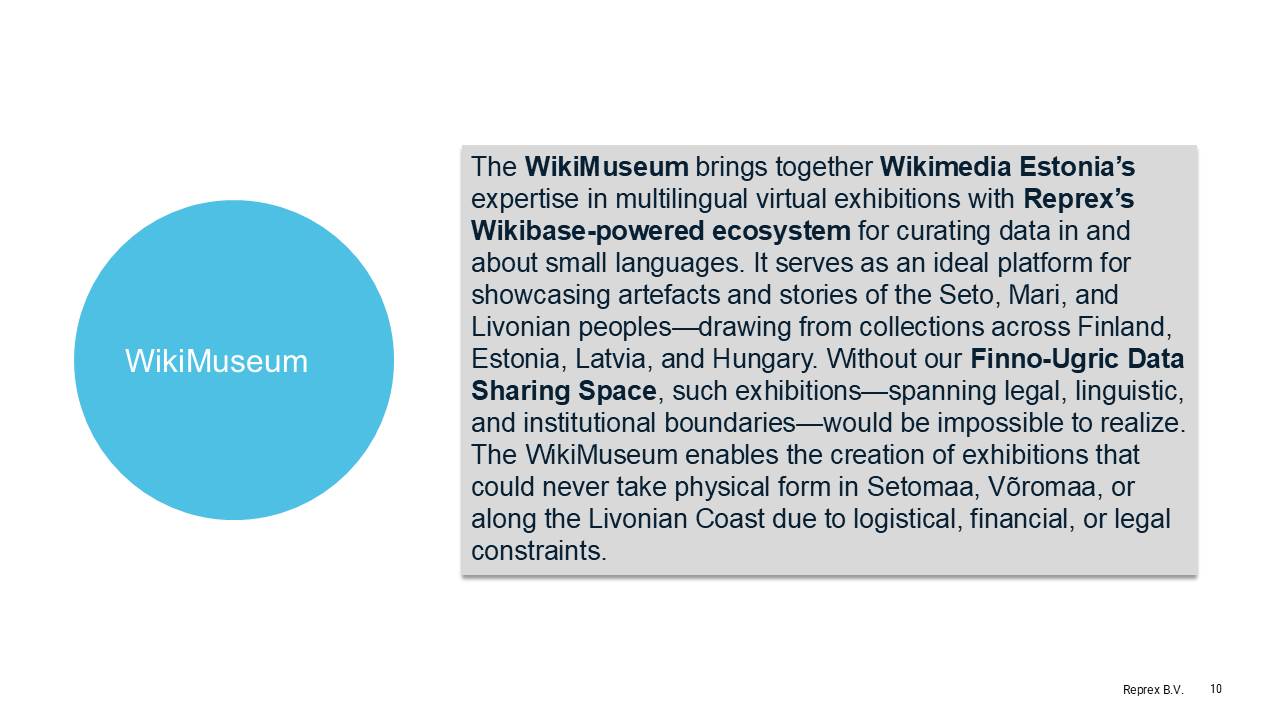 WikiMuseum
The WikiMuseum brings together Wikimedia Estonia’s
expertise in multilingual virtual exhibitions with Reprex’s
Wikibase-powered ecosystem for curating data in and
about small languages. It serves as an ideal platform for
showcasing artefacts and stories of the Seto, Mari, and
Livonian peoples—drawing from collections across Finland,
Estonia, Latvia, and Hungary. Without our Finno-Ugric Data
Sharing Space, such exhibitions—spanning legal, linguistic,
and institutional boundaries—would be impossible to realize.
The WikiMuseum enables the creation of exhibitions that
could never take physical form in Setomaa, Võromaa, or
along the Livonian Coast due to logistical, financial, or legal
constraints.
Reprex B.V. 10